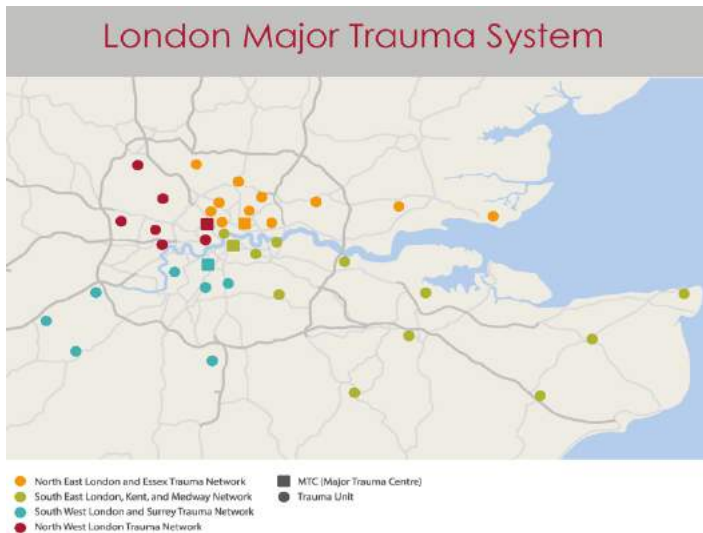 London Major Trauma System
North East London and Essex Trauma Network
South East London, Kent, and Medway Network
South West London and Surrey Trauma Network
North West London Trauma Network
MTC (Major Trauma Centre)
Trauma Unit